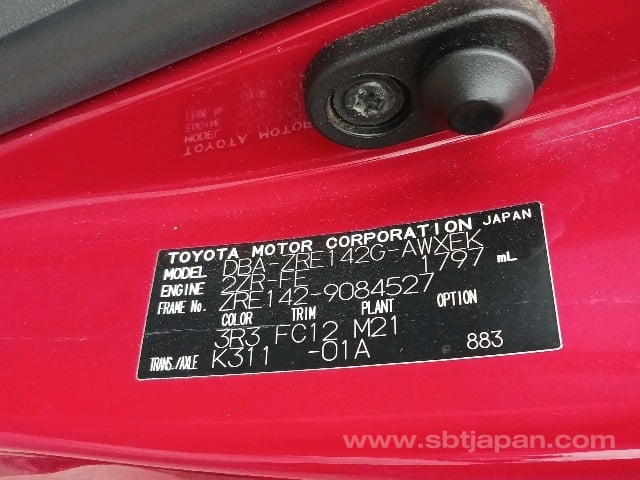 TOYOTA MOTOR CORPORATION JAPAN
MODEL DBA-ZRE142G-AWXEK
ENGINE 2ZR-FE 1797 mL
FRAME No. ZRE142-9084527
COLOR TRIM PLANT OPTION
3R3 FC12 M21
TRANS./AXLE K311 -01A 883
www.sbtjapan.com